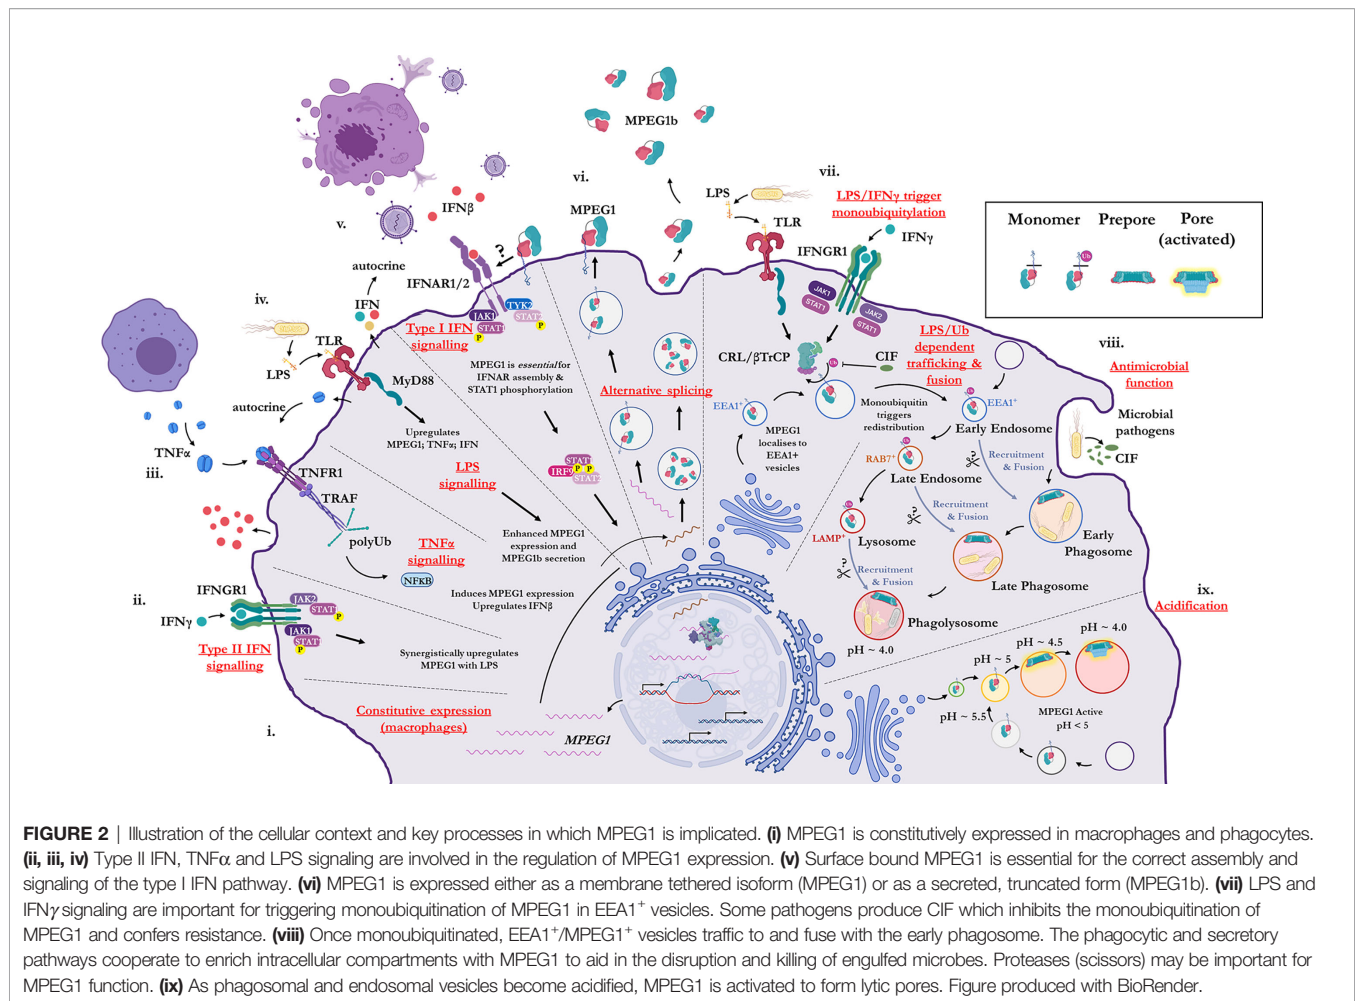 MPEG1b
vi.
vii.
LPS
LPS/IFNγ trigger
monoubiquitylation
TLR
IFNγ
IFNGR1
JAK1
STAT1
JAK2
STAT1
Monomer
Prepore
Pore
(activated)
Ub
IFNβ
v.
MPEG1
?
autocrine
IFNAR1/2
IFN
JAK1
TYK2
STAT1
STAT
P
P
Type I IFN
signalling
MPEG1 is essential for
IFNAR assembly &
STAT1 phosphorylation
STAT
P P
IRF9
STAT2
iv.
TLR
LPS
MyD88
autocrine
Upregulates
MPEG1; TNFα; IFN
LPS
signalling
Enhanced MPEG1
expression and
MPEG1b secretion
TNFα
iii.
TNFR1
TRAF
polyUb
TNFα
signalling
NFκB
Induces MPEG1 expression
Upregulates IFNβ
ii.
IFNGR1
IFNγ
JAK2
STAT
P
JAK1
STAT
P
Type II IFN
signalling
Synergistically upregulates
MPEG1 with LPS
Constitutive expression
(macrophages)
i.
MPEG1
Alternative splicing
CRL/βTrCP
Ub
CIF
EEA1+
MPEG1
localises to
EEA1+
vesicles
Monoubiquitin
triggers
redistribution
LPS/Ub
dependent
trafficking &
fusion
Ub
EEA1+
Early Endosome
viii.
Antimicrobial
function
Microbial
pathogens
CIF
Ub
RAB7+
Late Endosome
?
Recruitment
& Fusion
Early
Phagosome
Ub
LAMP+
Lysosome
?
Recruitment
& Fusion
Late Phagosome
?
Recruitment
& Fusion
Phagolysosome
pH ~ 4.0
ix.
Acidification
pH ~ 4.0
pH ~ 4.5
pH ~ 5
pH ~ 5.5
MPEG1 Active
pH < 5
FIGURE 2 | Illustration of the cellular context and key processes in which MPEG1 is implicated. (i) MPEG1 is constitutively expressed in macrophages and phagocytes.
(ii, iii, iv) Type II IFN, TNFα and LPS signaling are involved in the regulation of MPEG1 expression. (v) Surface bound MPEG1 is essential for the correct assembly and
signaling of the type I IFN pathway. (vi) MPEG1 is expressed either as a membrane tethered isoform (MPEG1) or as a secreted, truncated form (MPEG1b). (vii) LPS and
IFNγ signaling are important for triggering monoubiquitination of MPEG1 in EEA1+ vesicles. Some pathogens produce CIF which inhibits the monoubiquitination of
MPEG1 and confers resistance. (viii) Once monoubiquitinated, EEA1+/MPEG1+ vesicles traffic to and fuse with the early phagosome. The phagocytic and secretory
pathways cooperate to enrich intracellular compartments with MPEG1 to aid in the disruption and killing of engulfed microbes. Proteases (scissors) may be important for
MPEG1 function. (ix) As phagosomal and endosomal vesicles become acidified, MPEG1 is activated to form lytic pores. Figure produced with BioRender.